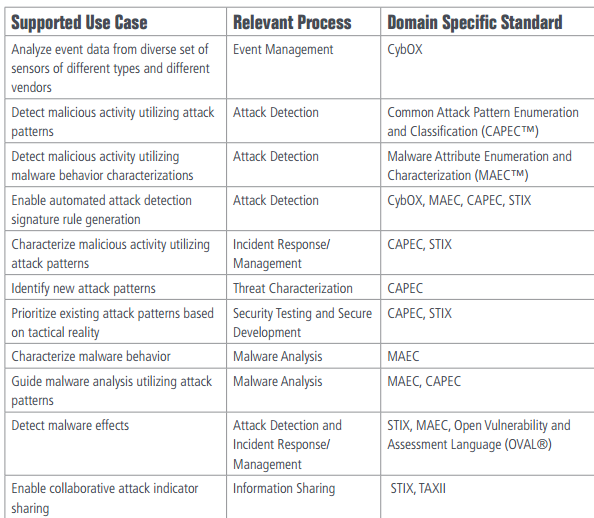 Supported Use Case Relevant Process Domain Specific Standard
Analyze event data from diverse set of Event Management CybOX
sensors of different types and different
vendors
Detect malicious activity utilizing attack Attack Detection Common Attack Pattern Enumeration
patterns and Classification (CAPEC™)
Detect malicious activity utilizing Attack Detection Malware Attribute Enumeration and
malware behavior characterizations Characterization (MAEC™)
Enable automated attack detection Attack Detection CybOX, MAEC, CAPEC, STIX
signature rule generation
Characterize malicious activity utilizing Incident Response/ CAPEC, STIX
attack patterns Management
Identify new attack patterns Threat Characterization CAPEC
Prioritize existing attack patterns based Security Testing and Secure CAPEC, STIX
on tactical reality Development
Characterize malware behavior Malware Analysis MAEC
Guide malware analysis utilizing attack Malware Analysis MAEC, CAPEC
patterns
Detect malware effects Attack Detection and STIX, MAEC, Open Vulnerability and
Incident Response/ Assessment Language (OVAL®)
Management
Enable collaborative attack indicator Information Sharing STIX, TAXII
sharing